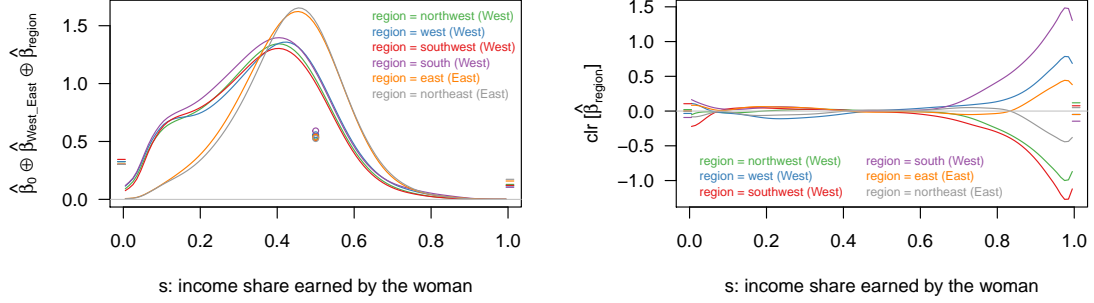 β̂₀ ⊕ β̂West_East ⊕ β̂region
1.5
1.0
0.5
0.0
region = northwest (West)
region = west (West)
region = southwest (West)
region = south (West)
region = east (East)
region = northeast (East)
0.0 0.2 0.4 0.6 0.8 1.0
s: income share earned by the woman
clr [β̂region]
1.5
1.0
0.5
0.0
−0.5
−1.0
region = northwest (West) region = south (West)
region = west (West) region = east (East)
region = southwest (West) region = northeast (East)
0.0 0.2 0.4 0.6 0.8 1.0
s: income share earned by the woman